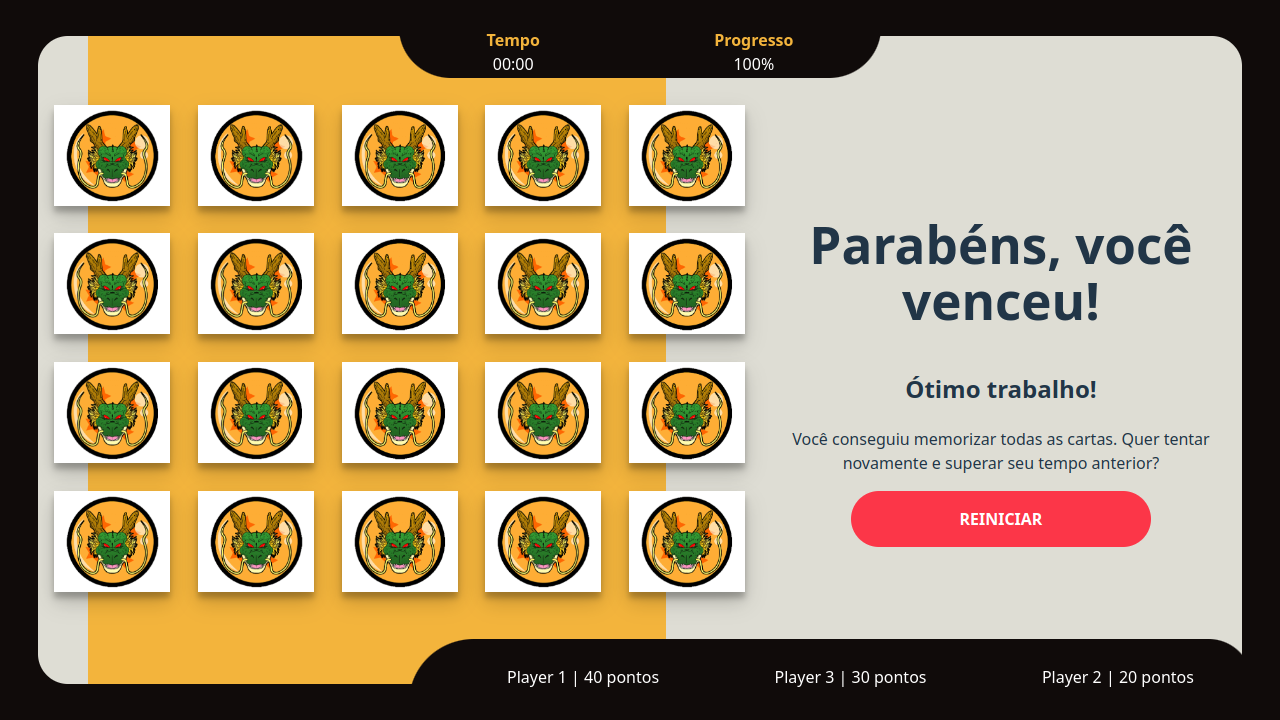 Tempo
Progresso
00:00
100%
Parabéns, você
venceu!
Ótimo trabalho!
Você conseguiu memorizar todas as cartas. Quer tentar
novamente e superar seu tempo anterior?
REINICIAR
Player 1 | 40 pontos
Player 3 | 30 pontos
Player 2 | 20 pontos